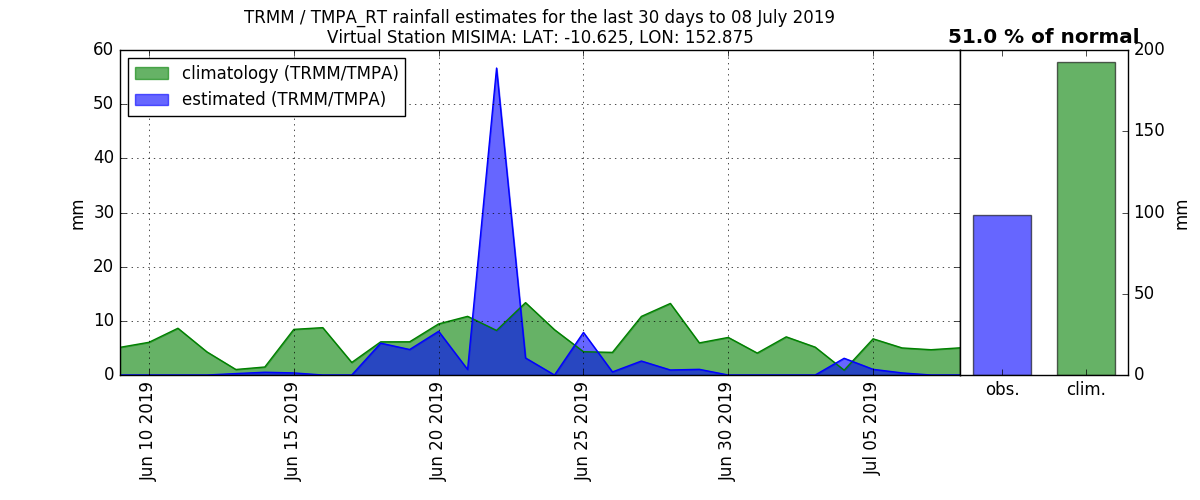 TRMM / TMPA_RT rainfall estimates for the last 30 days to 08 July 2019
Virtual Station MISIMA: LAT: -10.625, LON: 152.875
51.0 % of normal
climatology (TRMM/TMPA)
estimated (TRMM/TMPA)
60
50
40
30
20
10
0
mm
Jun 10 2019
Jun 15 2019
Jun 20 2019
Jun 25 2019
Jun 30 2019
Jul 05 2019
200
150
100
50
0
mm
obs.
clim.